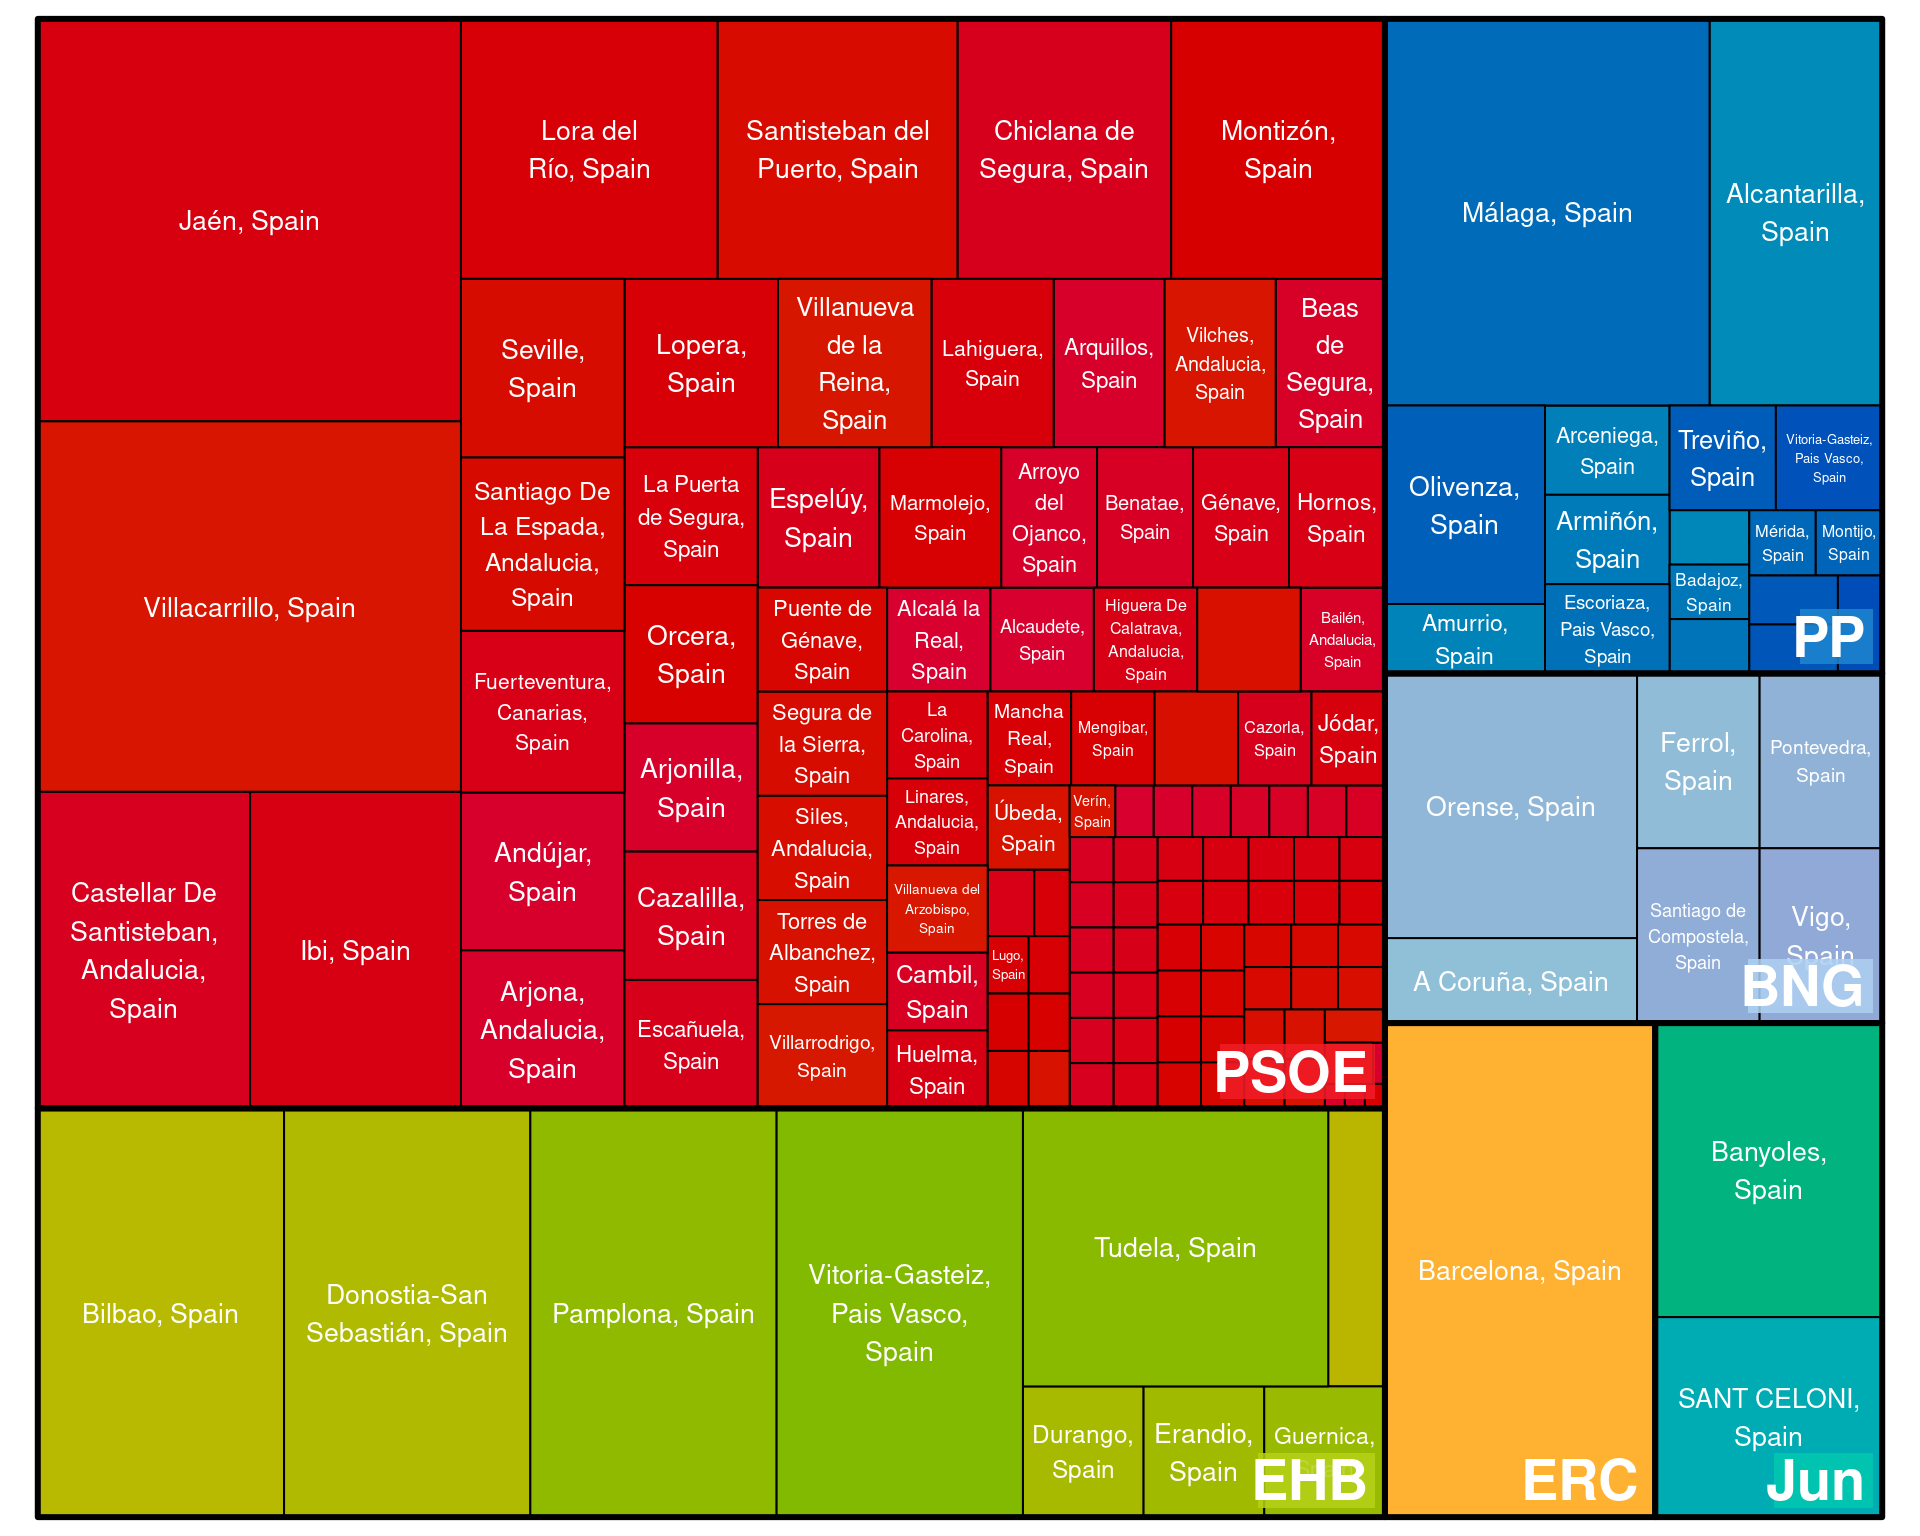 Jaén, Spain
Villacarrillo, Spain
Castellar De
Santisteban,
Andalucia,
Spain
Ibi, Spain
Lora del
Río, Spain
Santisteban del
Puerto, Spain
Chiclana de
Segura, Spain
Montizón,
Spain
Seville,
Spain
Santiago De
La Espada,
Andalucia,
Spain
Fuerteventura,
Canarias,
Spain
Andújar,
Spain
Arjona,
Andalucia,
Spain
Lopera,
Spain
Villanueva
de la
Reina,
Spain
Lahiguera,
Spain
Arquillos,
Spain
Vilches,
Andalucia,
Spain
Beas
de
Segura,
Spain
La Puerta
de Segura,
Spain
Orcera,
Spain
Arjonilla,
Spain
Cazalilla,
Spain
Escañuela,
Spain
Espelúy,
Spain
Marmolejo,
Spain
Arroyo
del
Ojanco,
Spain
Benatae,
Spain
Génave,
Spain
Hornos,
Spain
Puente de
Génave,
Spain
Segura de
la Sierra,
Spain
Siles,
Andalucia,
Spain
Torres de
Albanchez,
Spain
Villarrodrigo,
Spain
Alcalá la
Real,
Spain
Alcaudete,
Spain
Higuera De
Calatrava,
Andalucia,
Spain
Bailén,
Andalucia,
Spain
La
Carolina,
Spain
Linares,
Andalucia,
Spain
Villanueva del
Arzobispo,
Spain
Cambil,
Spain
Huelma,
Spain
Mancha
Real,
Spain
Mengibar,
Spain
Cazorla,
Spain
Jódar,
Spain
Úbeda,
Spain
Verín,
Spain
Lugo,
Spain
PSOE
Málaga, Spain
Alcantarilla,
Spain
Olivenza,
Spain
Amurrio,
Spain
Arceniega,
Spain
Armiñón,
Spain
Escoriaza,
Pais Vasco,
Spain
Treviño,
Spain
Vitoria-Gasteiz,
Pais Vasco,
Spain
Badajoz,
Spain
Mérida,
Spain
Montijo,
Spain
PP
Orense, Spain
A Coruña, Spain
Ferrol,
Spain
Pontevedra,
Spain
Santiago de
Compostela,
Spain
Vigo,
Spain
BNG
Bilbao, Spain
Donostia-San
Sebastián, Spain
Pamplona, Spain
Vitoria-Gasteiz,
Pais Vasco,
Spain
Tudela, Spain
Durango,
Spain
Erandio,
Spain
Guernica,
EHB
Barcelona, Spain
ERC
Banyoles,
Spain
SANT CELONI,
Spain
Jun